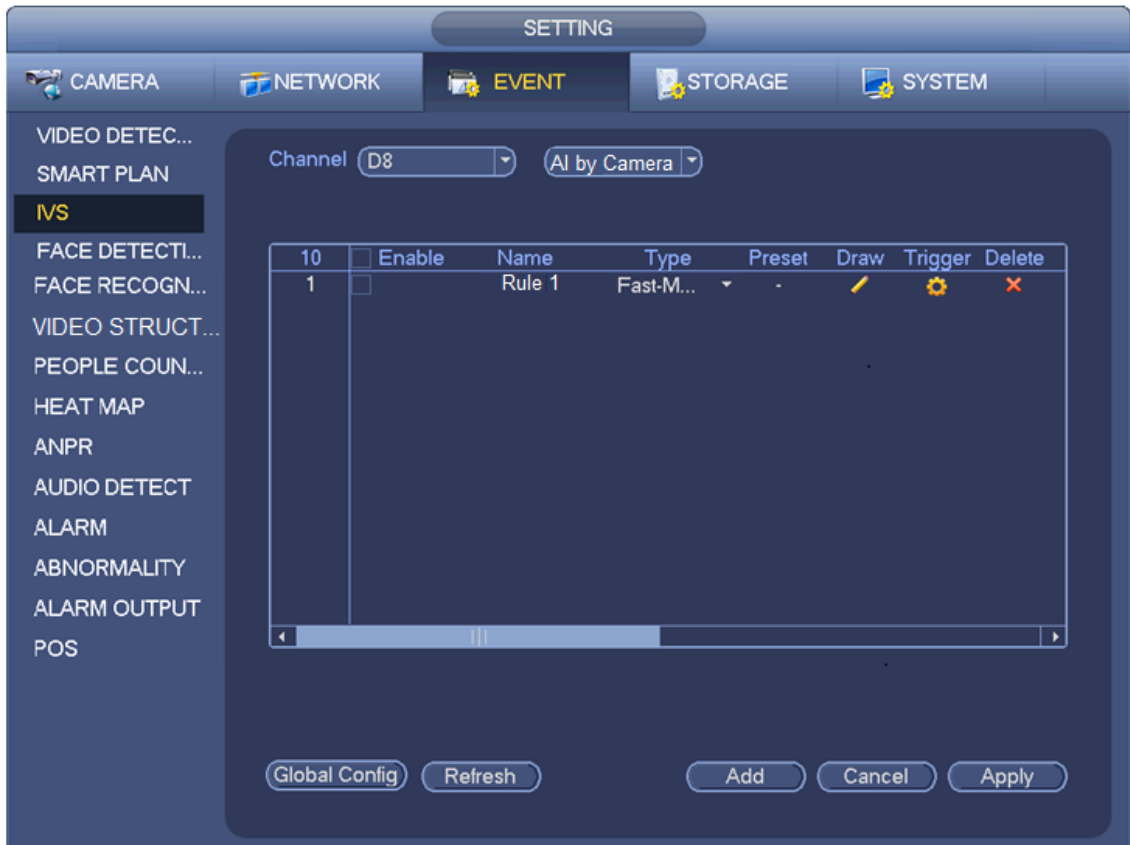 SETTING
CAMERA NETWORK EVENT STORAGE SYSTEM
VIDEO DETEC...
SMART PLAN
IVS
FACE DETECTI...
FACE RECOGN...
VIDEO STRUCT...
PEOPLE COUN...
HEAT MAP
ANPR
AUDIO DETECT
ALARM
ABNORMALITY
ALARM OUTPUT
POS
Channel D8 AI by Camera
10 Enable Name Type Preset Draw Trigger Delete
1 Rule 1 Fast-M... -
Global Config Refresh Add Cancel Apply